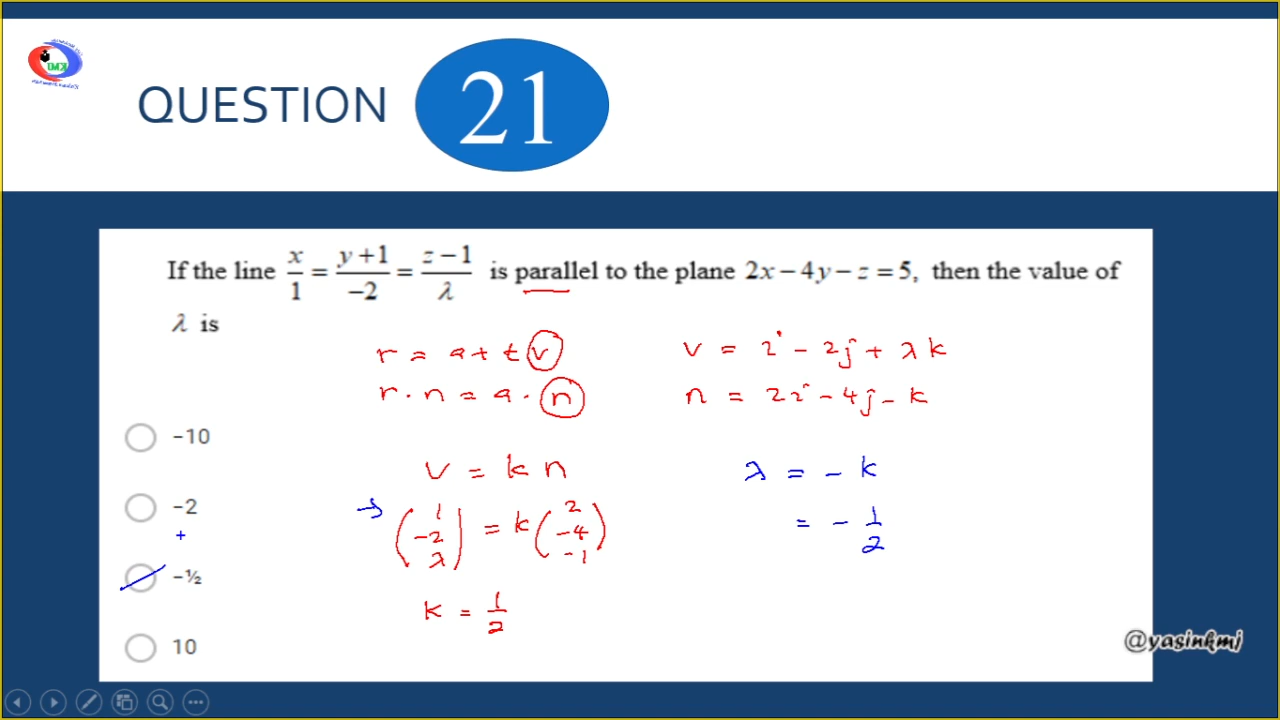 IMK
QUESTION 21
If the line x/1 = y+1/-2 = z-1/λ is parallel to the plane 2x-4y-z=5, then the value of
λ is
r = a + t v
v = i - 2j + λk
r . n = a . n
n = 2i - 4j - k
-10
v = k n
λ = -k
-2
(1 -2 λ) = k (2 -4 -1)
= - 1/2
-½
k = 1/2
10
@yasinkmj